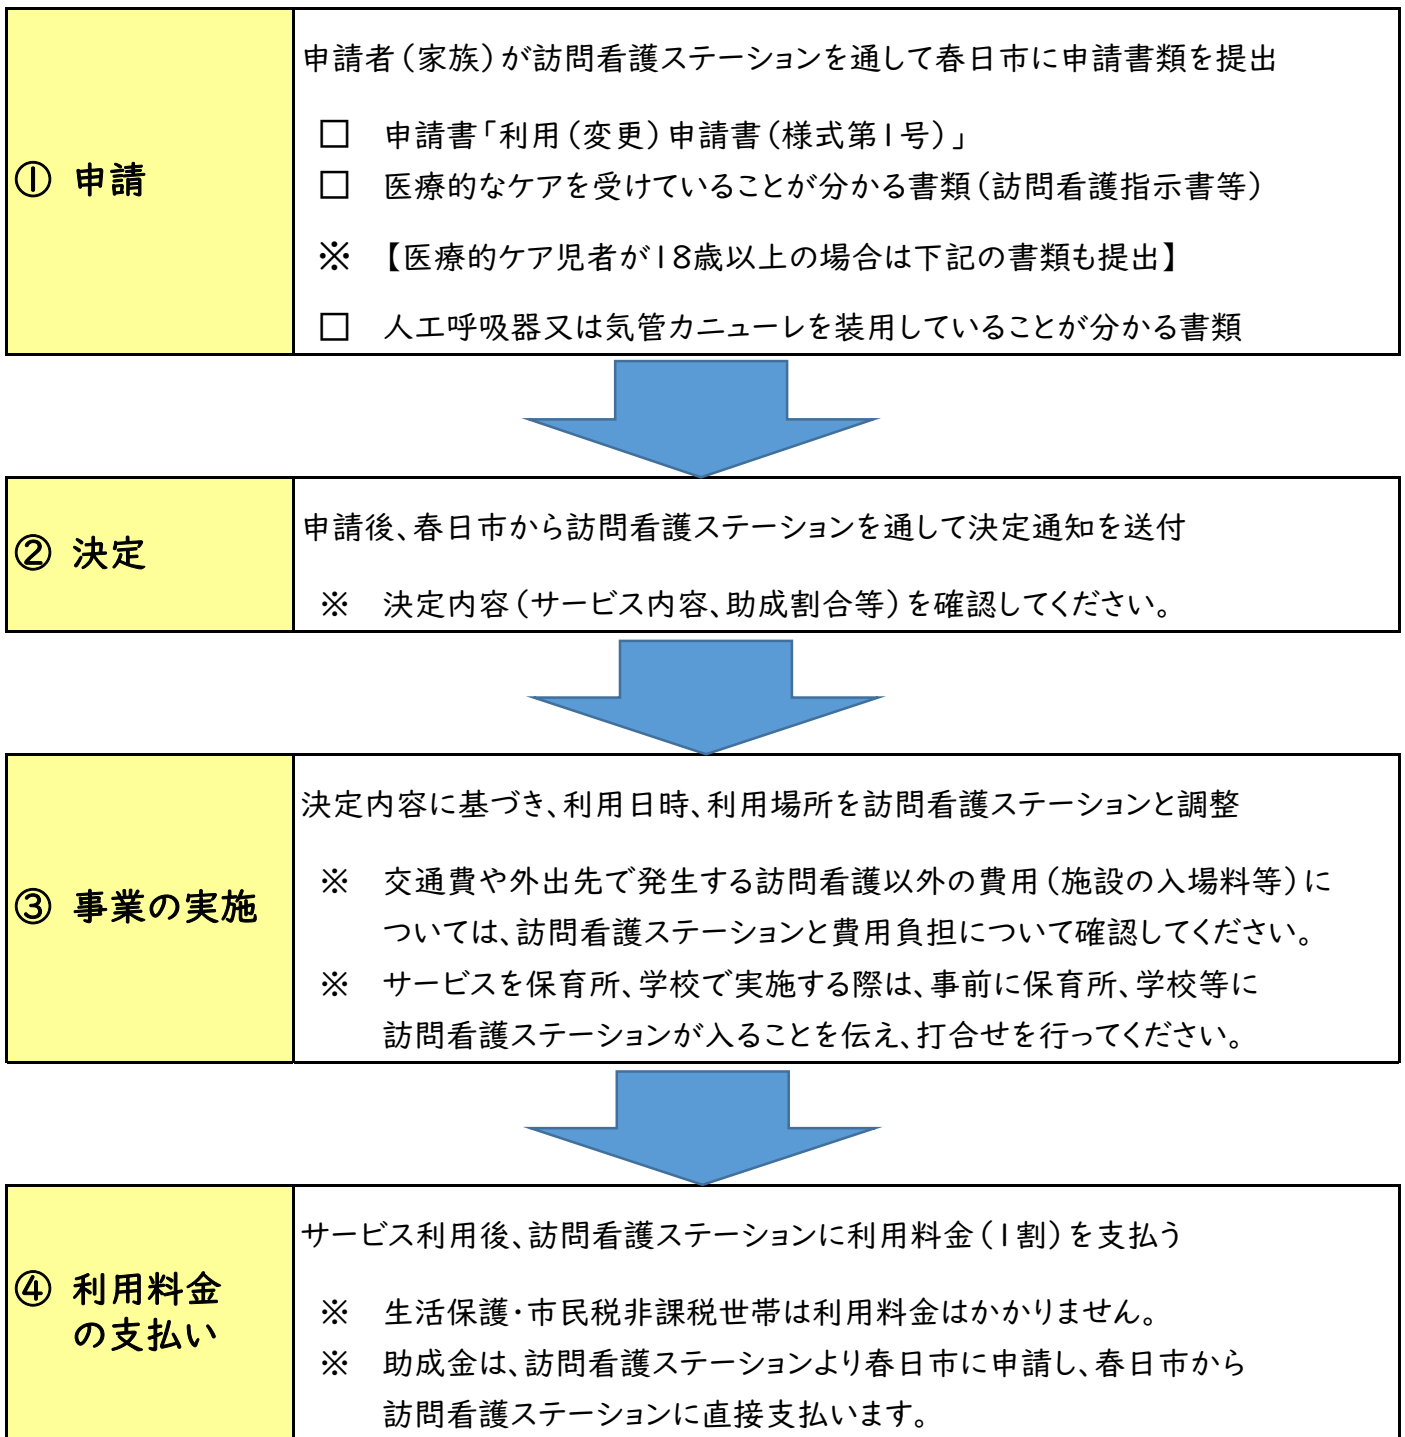 ① 申請
申請者（家族）が訪問看護ステーションを通して春日市に申請書類を提出
□ 申請書「利用（変更）申請書（様式第1号）」
□ 医療的なケアを受けていることが分かる書類（訪問看護指示書等）
※ 【医療的ケア児者が18歳以上の場合は下記の書類も提出】
□ 人工呼吸器又は気管カニューレを装用していることが分かる書類
② 決定
申請後、春日市から訪問看護ステーションを通して決定通知を送付
※ 決定内容（サービス内容、助成割合等）を確認してください。
③ 事業の実施
決定内容に基づき、利用日時、利用場所を訪問看護ステーションと調整
※ 交通費や外出先で発生する訪問看護以外の費用（施設の入場料等）に
ついては、訪問看護ステーションと費用負担について確認してください。
※ サービスを保育所、学校で実施する際は、事前に保育所、学校等に
訪問看護ステーションが入ることを伝え、打合せを行ってください。
④ 利用料金
の支払い
サービス利用後、訪問看護ステーションに利用料金（1割）を支払う
※ 生活保護・市民税非課税世帯は利用料金はかかりません。
※ 助成金は、訪問看護ステーションより春日市に申請し、春日市から
訪問看護ステーションに直接支払います。